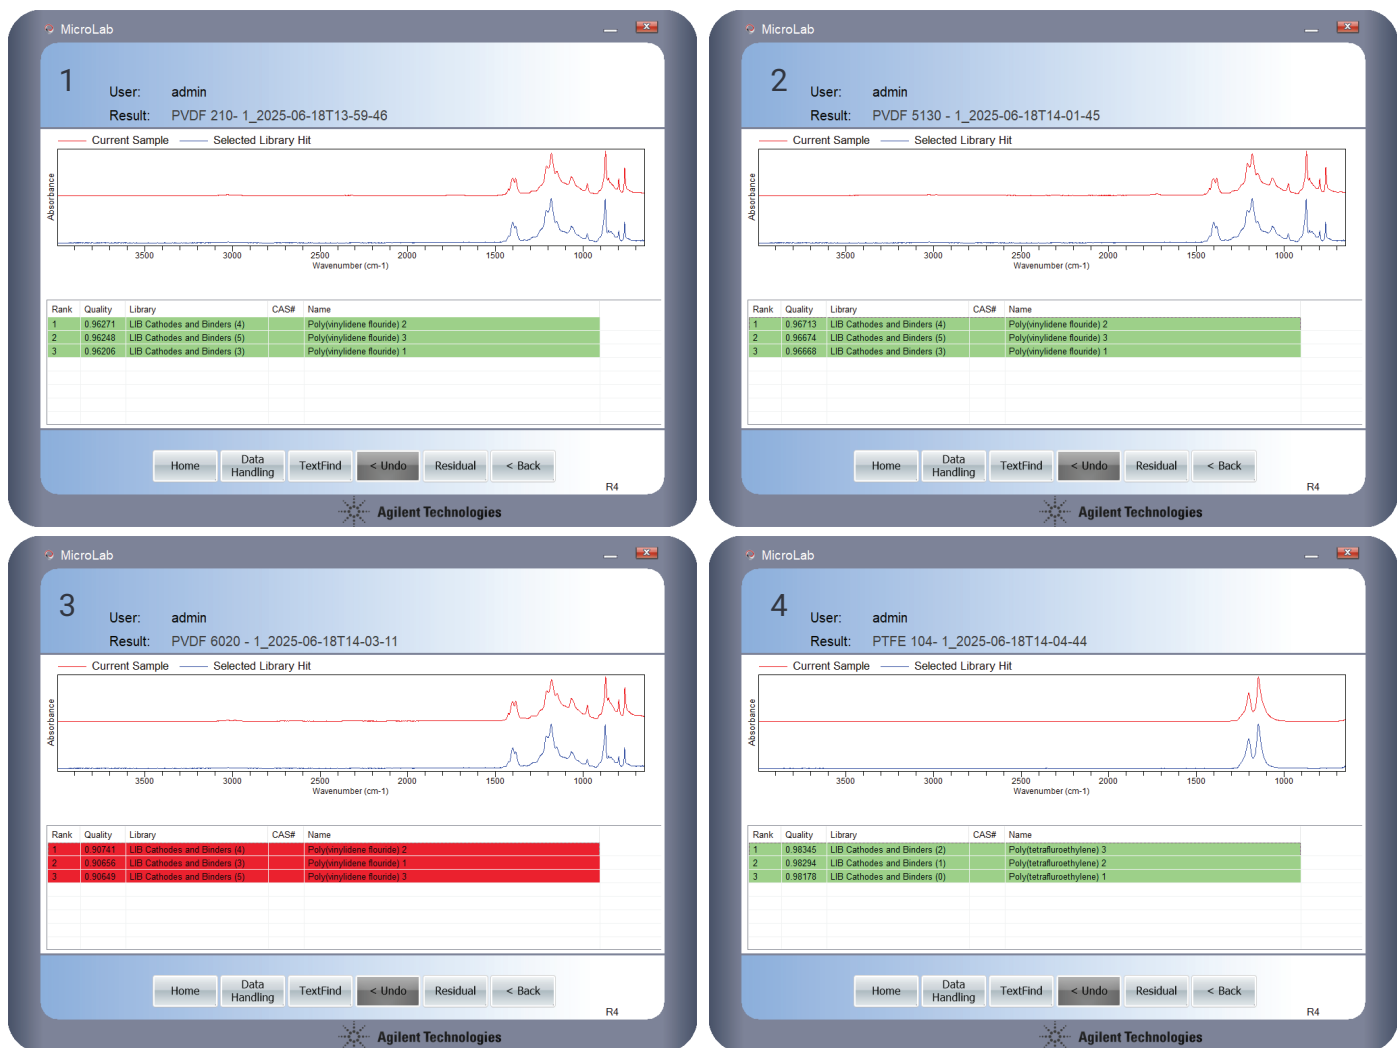 MicroLab
1
User: admin
Result: PVDF 210- 1_2025-06-18T13-59-46
Current Sample Selected Library Hit
Absorbance
3500 3000 2500 2000 1500 1000
Wavenumber (cm-1)
Rank Quality Library CAS# Name
1 0.96271 LIB Cathodes and Binders (4) Poly(vinylidene flouride) 2
2 0.96248 LIB Cathodes and Binders (5) Poly(vinylidene flouride) 3
3 0.96206 LIB Cathodes and Binders (3) Poly(vinylidene flouride) 1
Home Data Handling TextFind < Undo Residual < Back
R4
Agilent Technologies
MicroLab
2
User: admin
Result: PVDF 5130 - 1_2025-06-18T14-01-45
Current Sample Selected Library Hit
Absorbance
3500 3000 2500 2000 1500 1000
Wavenumber (cm-1)
Rank Quality Library CAS# Name
1 0.96713 LIB Cathodes and Binders (4) Poly(vinylidene flouride) 2
2 0.96674 LIB Cathodes and Binders (5) Poly(vinylidene flouride) 3
3 0.96668 LIB Cathodes and Binders (3) Poly(vinylidene flouride) 1
Home Data Handling TextFind < Undo Residual < Back
R4
Agilent Technologies
MicroLab
3
User: admin
Result: PVDF 6020 - 1_2025-06-18T14-03-11
Current Sample Selected Library Hit
Absorbance
3500 3000 2500 2000 1500 1000
Wavenumber (cm-1)
Rank Quality Library CAS# Name
1 0.90741 LIB Cathodes and Binders (4) Poly(vinylidene flouride) 2
2 0.90656 LIB Cathodes and Binders (3) Poly(vinylidene flouride) 1
3 0.90649 LIB Cathodes and Binders (5) Poly(vinylidene flouride) 3
Home Data Handling TextFind < Undo Residual < Back
R4
Agilent Technologies
MicroLab
4
User: admin
Result: PTFE 104- 1_2025-06-18T14-04-44
Current Sample Selected Library Hit
Absorbance
3500 3000 2500 2000 1500 1000
Wavenumber (cm-1)
Rank Quality Library CAS# Name
1 0.98345 LIB Cathodes and Binders (2) Poly(tetrafluroethylene) 3
2 0.98294 LIB Cathodes and Binders (1) Poly(tetrafluroethylene) 2
3 0.98178 LIB Cathodes and Binders (0) Poly(tetrafluroethylene) 1
Home Data Handling TextFind < Undo Residual < Back
R4
Agilent Technologies